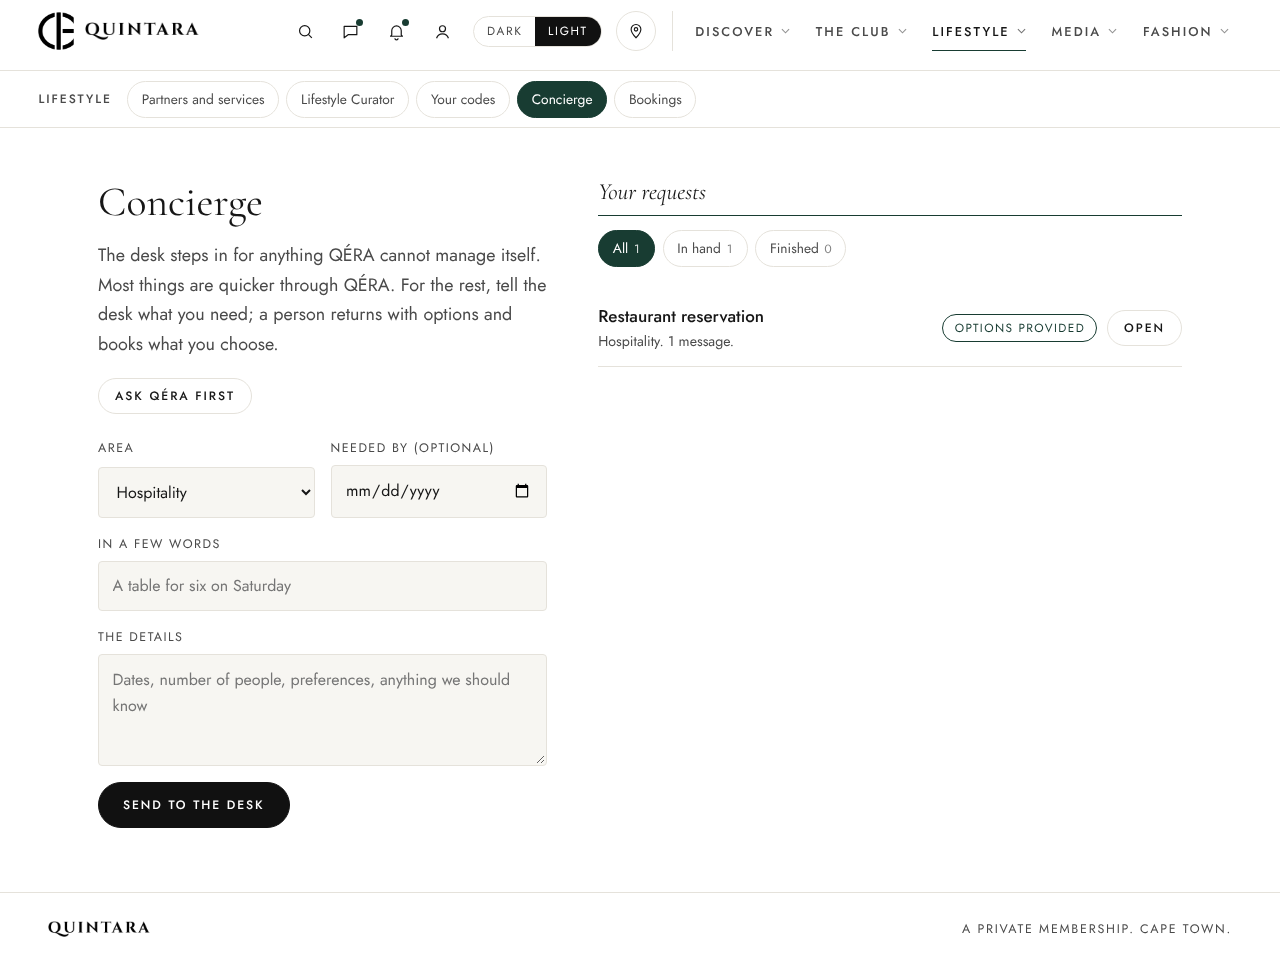 QUINTARA
DARK LIGHT
DISCOVER THE CLUB LIFESTYLE MEDIA FASHION
LIFESTYLE Partners and services Lifestyle Curator Your codes Concierge Bookings
Concierge
The desk steps in for anything QÉRA cannot manage itself.
Most things are quicker through QÉRA. For the rest, tell the
desk what you need; a person returns with options and
books what you choose.
ASK QÉRA FIRST
AREA
NEEDED BY (OPTIONAL)
Hospitality
mm/dd/yyyy
IN A FEW WORDS
A table for six on Saturday
THE DETAILS
Dates, number of people, preferences, anything we should
know
SEND TO THE DESK
Your requests
All 1 In hand 1 Finished 0
Restaurant reservation
Hospitality. 1 message.
OPTIONS PROVIDED
OPEN
QUINTARA
A PRIVATE MEMBERSHIP. CAPE TOWN.